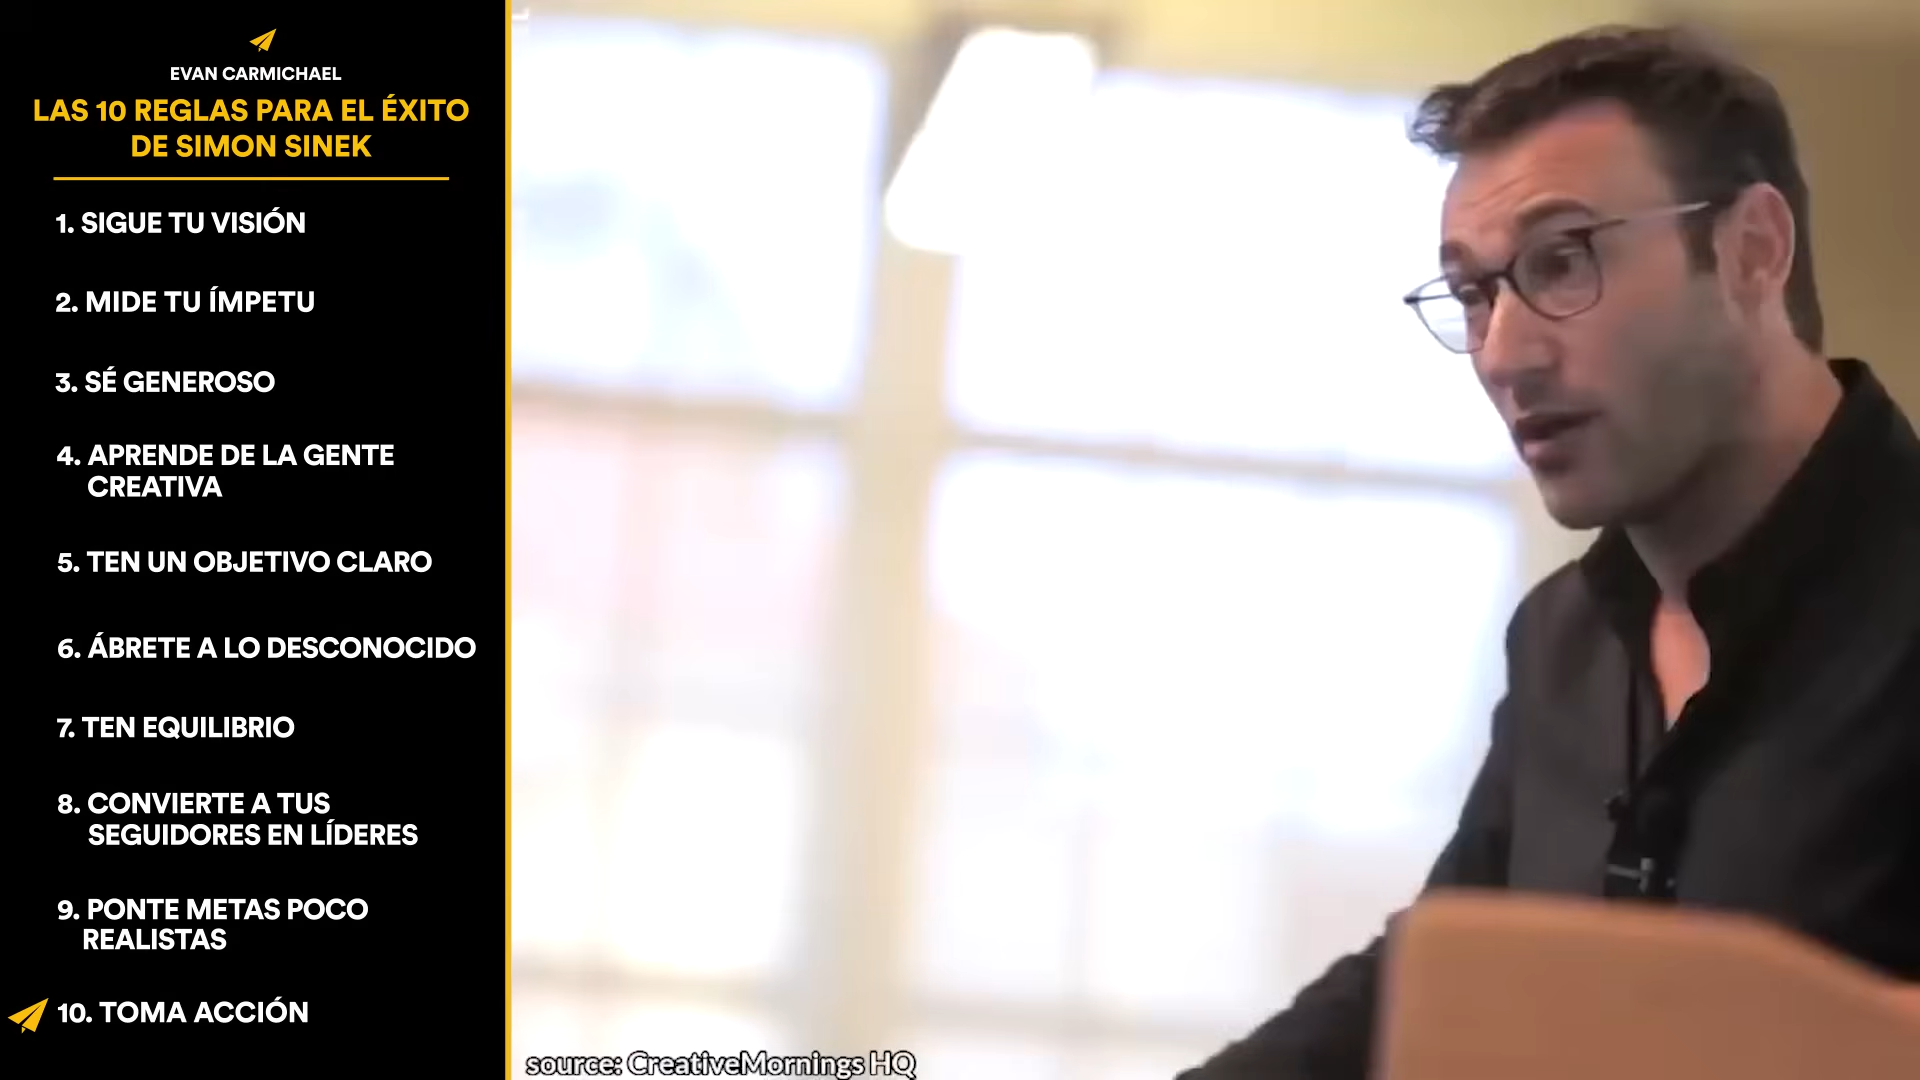 EVAN CARMICHAEL
LAS 10 REGLAS PARA EL ÉXITO
DE SIMON SINEK
1. SIGUE TU VISIÓN
2. MIDE TU ÍMPETU
3. SÉ GENEROSO
4. APRENDE DE LA GENTE
CREATIVA
5. TEN UN OBJETIVO CLARO
6. ÁBRETE A LO DESCONOCIDO
7. TEN EQUILIBRIO
8. CONVIERTE A TUS
SEGUIDORES EN LÍDERES
9. PONTE METAS POCO
REALISTAS
10. TOMA ACCIÓN
source: CreativeMornings HQ